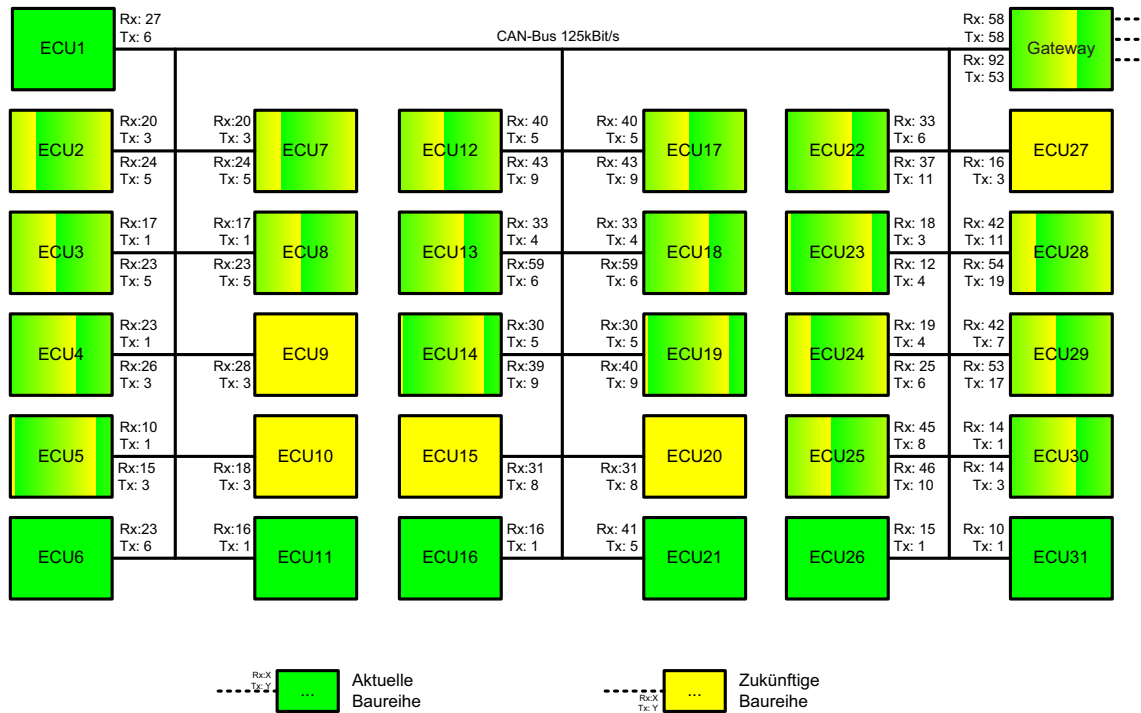 Rx: 27
Tx: 6
ECU1
CAN-Bus 125kBit/s
Rx: 58
Tx: 58
Rx: 92
Tx: 53
Gateway
ECU2
Rx:20
Tx: 3
Rx:24
Tx: 5
Rx:20
Tx: 3
Rx:24
Tx: 5
ECU7
ECU12
Rx: 40
Tx: 5
Rx: 43
Tx: 9
Rx: 40
Tx: 5
Rx: 43
Tx: 9
ECU17
ECU22
Rx: 33
Tx: 6
Rx: 37
Tx: 11
Rx: 16
Tx: 3
ECU27
ECU3
Rx:17
Tx: 1
Rx:23
Tx: 5
Rx:17
Tx: 1
Rx:23
Tx: 5
ECU8
ECU13
Rx: 33
Tx: 4
Rx:59
Tx: 6
Rx: 33
Tx: 4
Rx:59
Tx: 6
ECU18
ECU23
Rx: 18
Tx: 3
Rx: 12
Tx: 4
Rx: 42
Tx: 11
Rx: 54
Tx: 19
ECU28
ECU4
Rx:23
Tx: 1
Rx:26
Tx: 3
Rx:28
Tx: 3
ECU9
ECU14
Rx:30
Tx: 5
Rx:39
Tx: 9
Rx:30
Tx: 5
Rx:40
Tx: 9
ECU19
ECU24
Rx: 19
Tx: 4
Rx: 25
Tx: 6
Rx: 42
Tx: 7
Rx: 53
Tx: 17
ECU29
ECU5
Rx:10
Tx: 1
Rx:15
Tx: 3
Rx:18
Tx: 3
ECU10
ECU15
Rx:31
Tx: 8
Rx:31
Tx: 8
ECU20
ECU25
Rx: 45
Tx: 8
Rx: 46
Tx: 10
Rx: 14
Tx: 1
Rx: 14
Tx: 3
ECU30
ECU6
Rx:23
Tx: 6
Rx:16
Tx: 1
ECU11
ECU16
Rx:16
Tx: 1
Rx: 41
Tx: 5
ECU21
ECU26
Rx: 15
Tx: 1
Rx: 10
Tx: 1
ECU31
Rx:X
Tx: Y
...
Aktuelle
Baureihe
Rx:X
Tx: Y
...
Zukünftige
Baureihe